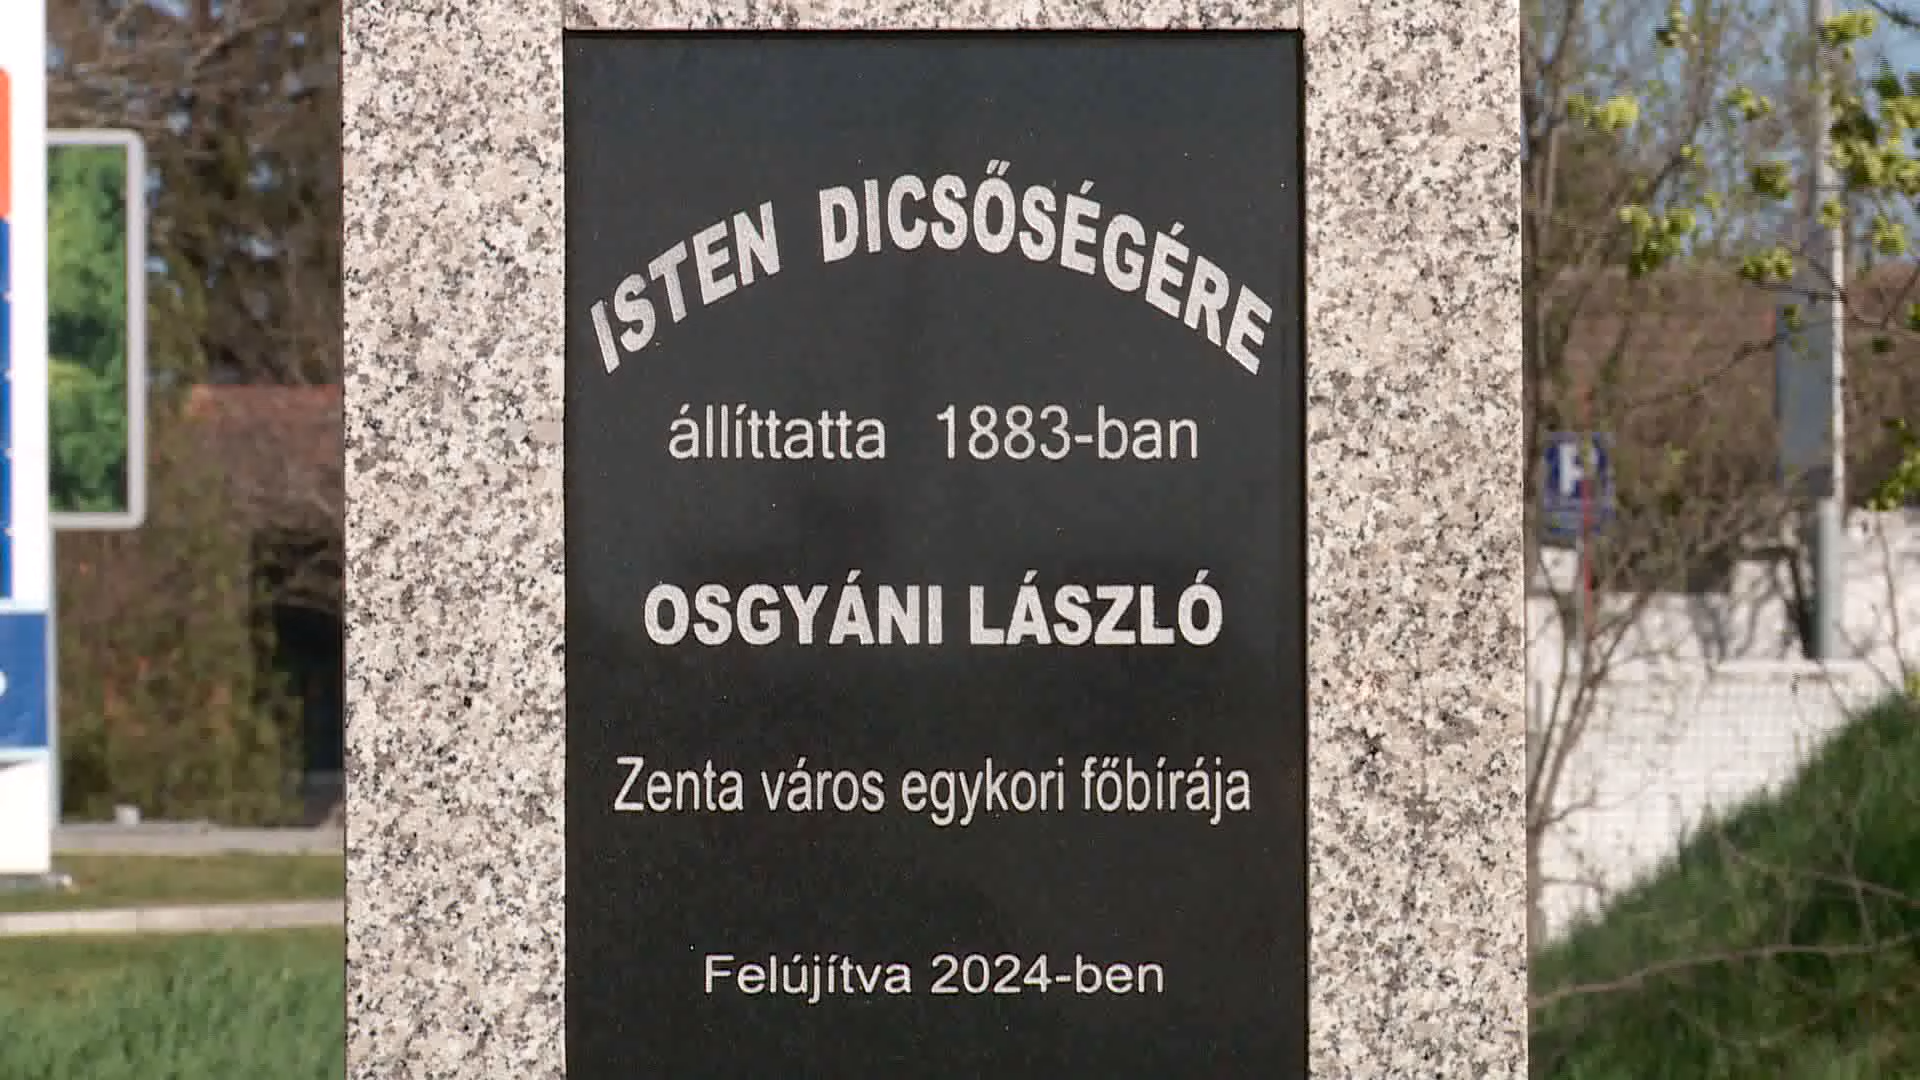 ISTEN DICSŐSÉGÉRE
állíttatta 1883-ban
OSGYÁNI LÁSZLÓ
Zenta város egykori főbírája
Felújítva 2024-ben